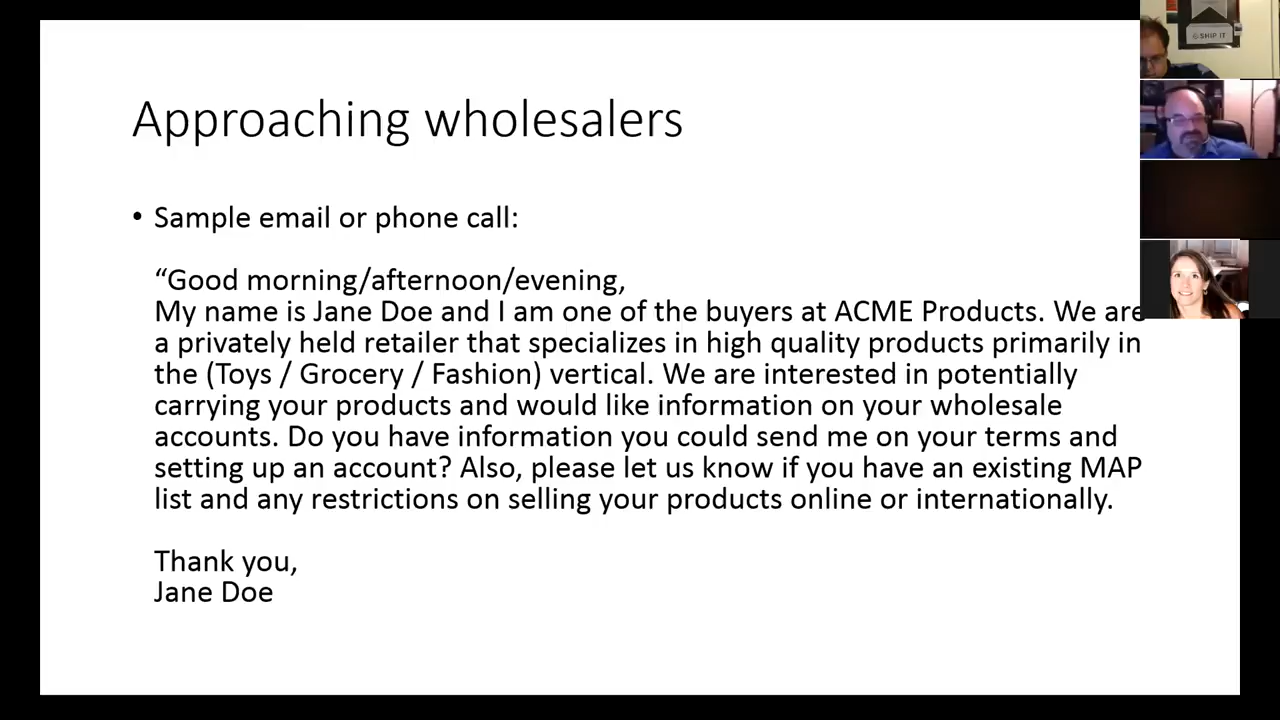 Approaching wholesalers
• Sample email or phone call:
“Good morning/afternoon/evening,
My name is Jane Doe and I am one of the buyers at ACME Products. We are
a privately held retailer that specializes in high quality products primarily in
the (Toys / Grocery / Fashion) vertical. We are interested in potentially
carrying your products and would like information on your wholesale
accounts. Do you have information you could send me on your terms and
setting up an account? Also, please let us know if you have an existing MAP
list and any restrictions on selling your products online or internationally.
Thank you,
Jane Doe
SHIP IT